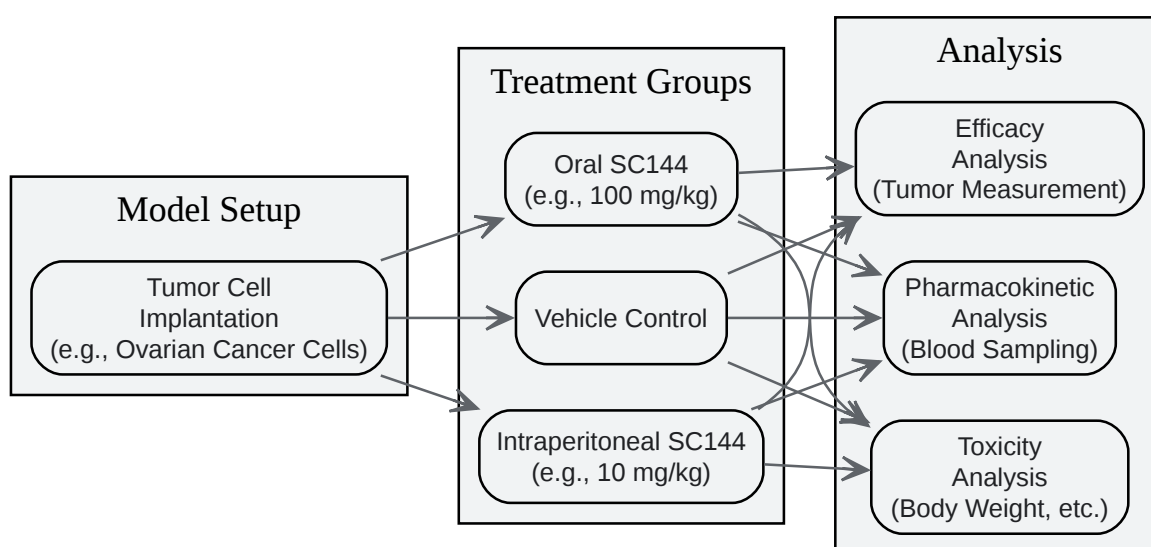 Model Setup
Tumor Cell
Implantation
(e.g., Ovarian Cancer Cells)
Treatment Groups
Oral SC144
(e.g., 100 mg/kg)
Vehicle Control
Intraperitoneal SC144
(e.g., 10 mg/kg)
Analysis
Efficacy
Analysis
(Tumor Measurement)
Pharmacokinetic
Analysis
(Blood Sampling)
Toxicity
Analysis
(Body Weight, etc.)